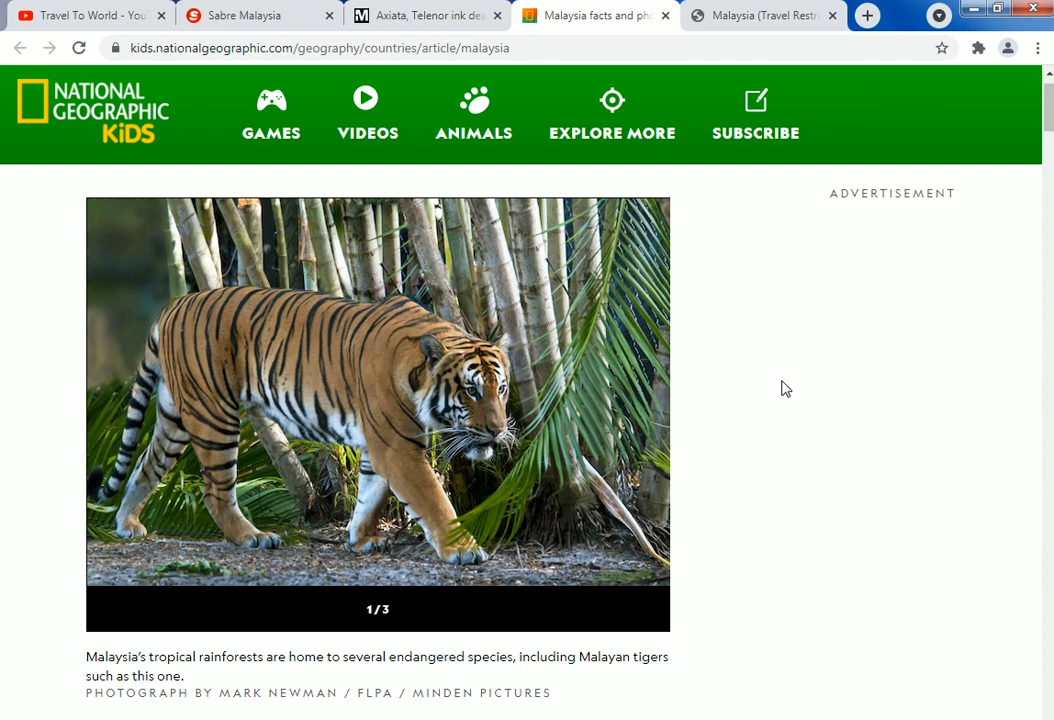 Travel To World - You
Sabre Malaysia
Axiata, Telenor ink dea
Malaysia facts and pho
Malaysia (Travel Restr
kids.nationalgeographic.com/geography/countries/article/malaysia
NATIONAL
GEOGRAPHIC
KiDS
GAMES
VIDEOS
ANIMALS
EXPLORE MORE
SUBSCRIBE
ADVERTISEMENT
1/3
Malaysia's tropical rainforests are home to several endangered species, including Malayan tigers
such as this one.
PHOTOGRAPH BY MARK NEWMAN / FLPA / MINDEN PICTURES